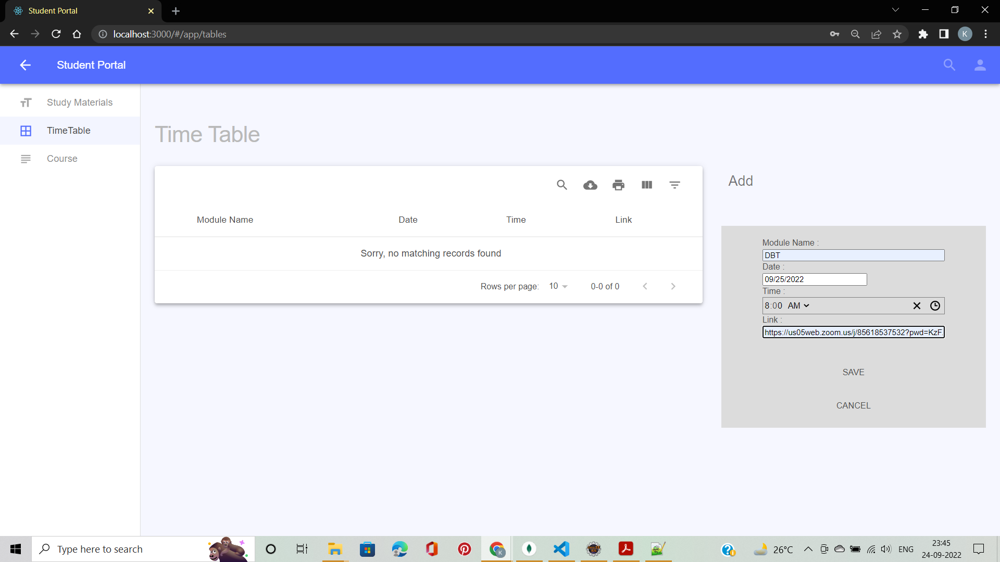 Student Portal
localhost:3000/#/app/tables
K
Student Portal
Study Materials
TimeTable
Course
Time Table
Module Name Date Time Link
Sorry, no matching records found
Rows per page: 10 0-0 of 0
Add
Module Name :
DBT
Date :
09/25/2022
Time :
8:00 AM
Link :
https://us05web.zoom.us/j/85618537532?pwd=KzF
SAVE
CANCEL
Type here to search
K
26°C
ENG
23:45
24-09-2022